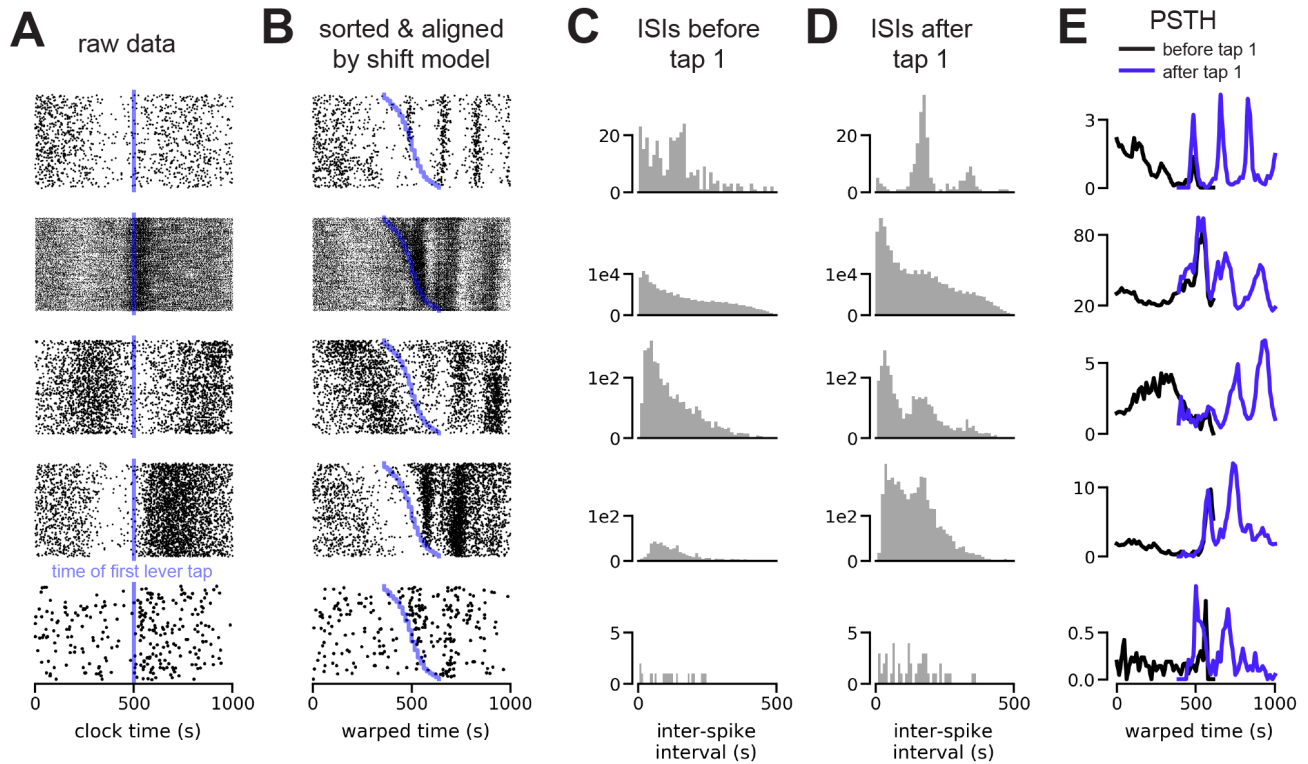 A raw data
B sorted & aligned
by shift model
C ISIs before
tap 1
D ISIs after
tap 1
E PSTH
before tap 1
after tap 1
20
0
20
0
3
0
1e4
0
1e4
0
80
20
1e2
0
1e2
0
5
0
1e2
0
1e2
0
10
0
time of first lever tap
5
0
5
0
0.5
0.0
0 500 1000
0 500 1000
0 500
0 500
0 1000
clock time (s)
warped time (s)
inter-spike
interval (s)
inter-spike
interval (s)
warped time (s)